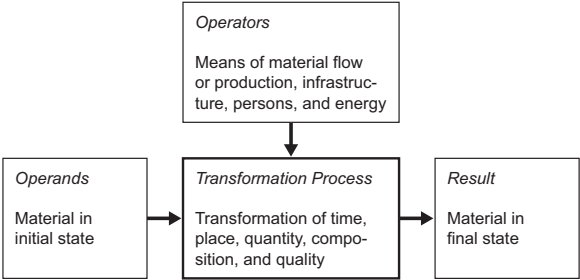 Operators
Means of material flow
or production, infrastruc-
ture, persons, and energy
Operands
Material in
initial state
Transformation Process
Transformation of time,
place, quantity, compo-
sition, and quality
Result
Material in
final state